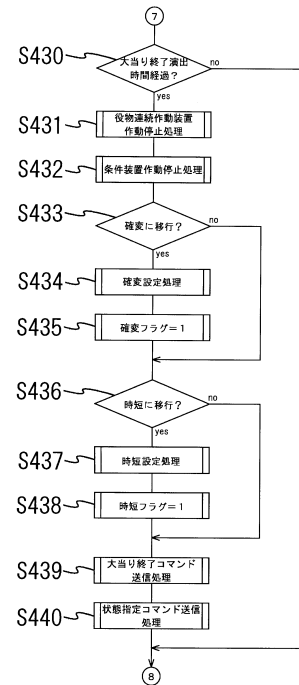 7
S430
大当り終了演出
時間経過？
no
yes
S431
役物連続作動装置
作動停止処理
S432
条件装置作動停止処理
S433
確変に移行？
no
yes
S434
確変設定処理
S435
確変フラグ＝1
S436
時短に移行？
no
yes
S437
時短設定処理
S438
時短フラグ＝1
S439
大当り終了コマンド
送信処理
S440
状態指定コマンド送信
処理
8